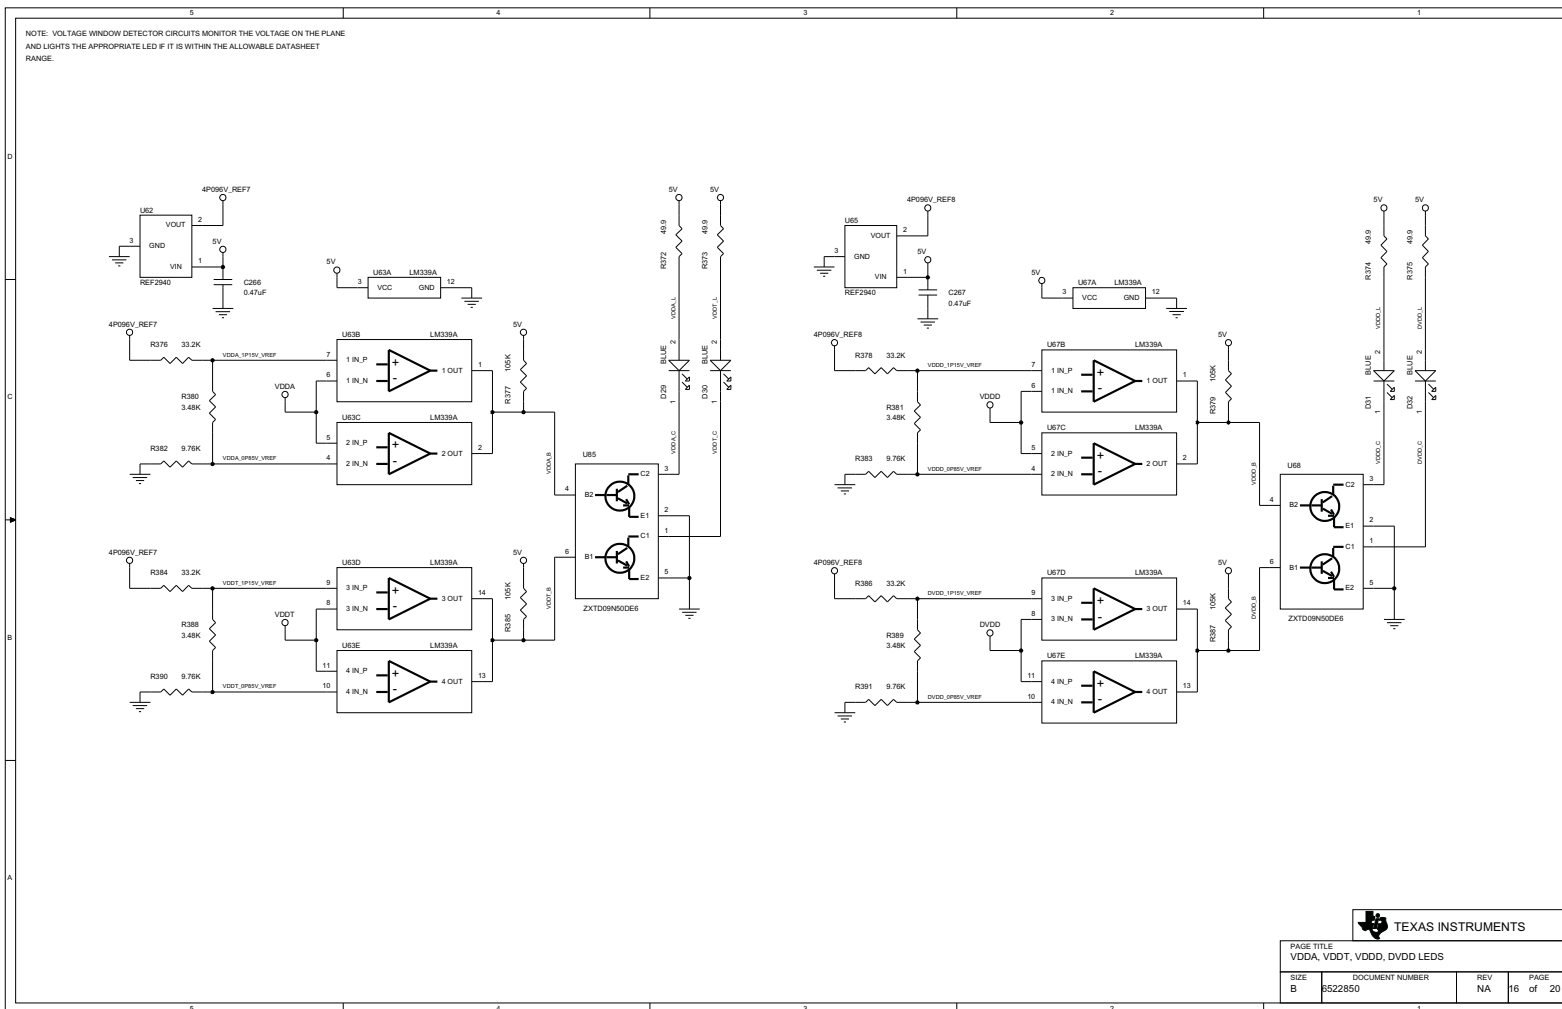 5 4 3 2 1
NOTE: VOLTAGE WINDOW DETECTOR CIRCUITS MONITOR THE VOLTAGE ON THE PLANE
AND LIGHTS THE APPROPRIATE LED IF IT IS WITHIN THE ALLOWABLE DATASHEET
RANGE.
D
C
B
A
4P096V_REF7
U62
VOUT 2
5V
3 GND
VIN 1
REF2940
C266
0.47uF
5V
U63A LM339A
3 VCC GND 12
4P096V_REF7
R376 33.2K
VDDA_1P15V_VREF
R380
3.48K
VDDA
R382 9.76K
VDDA_0P85V_VREF
U63B LM339A
7 1 IN_P
6 1 IN_N
+
-
1 OUT 1
U63C LM339A
5 2 IN_P
4 2 IN_N
+
-
2 OUT 2
5V
105K
R377
VDDA_B
4P096V_REF7
R384 33.2K
VDDT_1P15V_VREF
R388
3.48K
VDDT
R390 9.76K
VDDT_0P85V_VREF
U63D LM339A
9 3 IN_P
8 3 IN_N
+
-
3 OUT 14
U63E LM339A
11 4 IN_P
10 4 IN_N
+
-
4 OUT 13
5V
105K
R385
VDDT_B
5V 5V
49.9 49.9
R372 R373
VDDA_L VDDT_L
2 2
BLUE BLUE
D29 D30
1 1
VDDA_C VDDT_C
U85
C2 3
4 B2
E1 2
C1 1
6 B1
E2 5
ZXTD09N50DE6
4P096V_REF8
U65
VOUT 2
5V
3 GND
VIN 1
REF2940
C267
0.47uF
5V
U67A LM339A
3 VCC GND 12
4P096V_REF8
R378 33.2K
VDDD_1P15V_VREF
R381
3.48K
VDDD
R383 9.76K
VDDD_0P85V_VREF
U67B LM339A
7 1 IN_P
6 1 IN_N
+
-
1 OUT 1
U67C LM339A
5 2 IN_P
4 2 IN_N
+
-
2 OUT 2
5V
105K
R379
VDDD_B
4P096V_REF8
R386 33.2K
DVDD_1P15V_VREF
R389
3.48K
DVDD
R391 9.76K
DVDD_0P85V_VREF
U67D LM339A
9 3 IN_P
8 3 IN_N
+
-
3 OUT 14
U67E LM339A
11 4 IN_P
10 4 IN_N
+
-
4 OUT 13
5V
105K
R387
DVDD_B
5V 5V
49.9 49.9
R374 R375
VDDD_L DVDD_L
2 2
BLUE BLUE
D31 D32
1 1
VDDD_C DVDD_C
U68
C2 3
4 B2
E1 2
C1 1
6 B1
E2 5
ZXTD09N50DE6
TEXAS INSTRUMENTS
PAGE TITLE
VDDA, VDDT, VDDD, DVDD LEDS
SIZE DOCUMENT NUMBER REV PAGE
B 6522850 NA 16 of 20
5 4 3 2 1